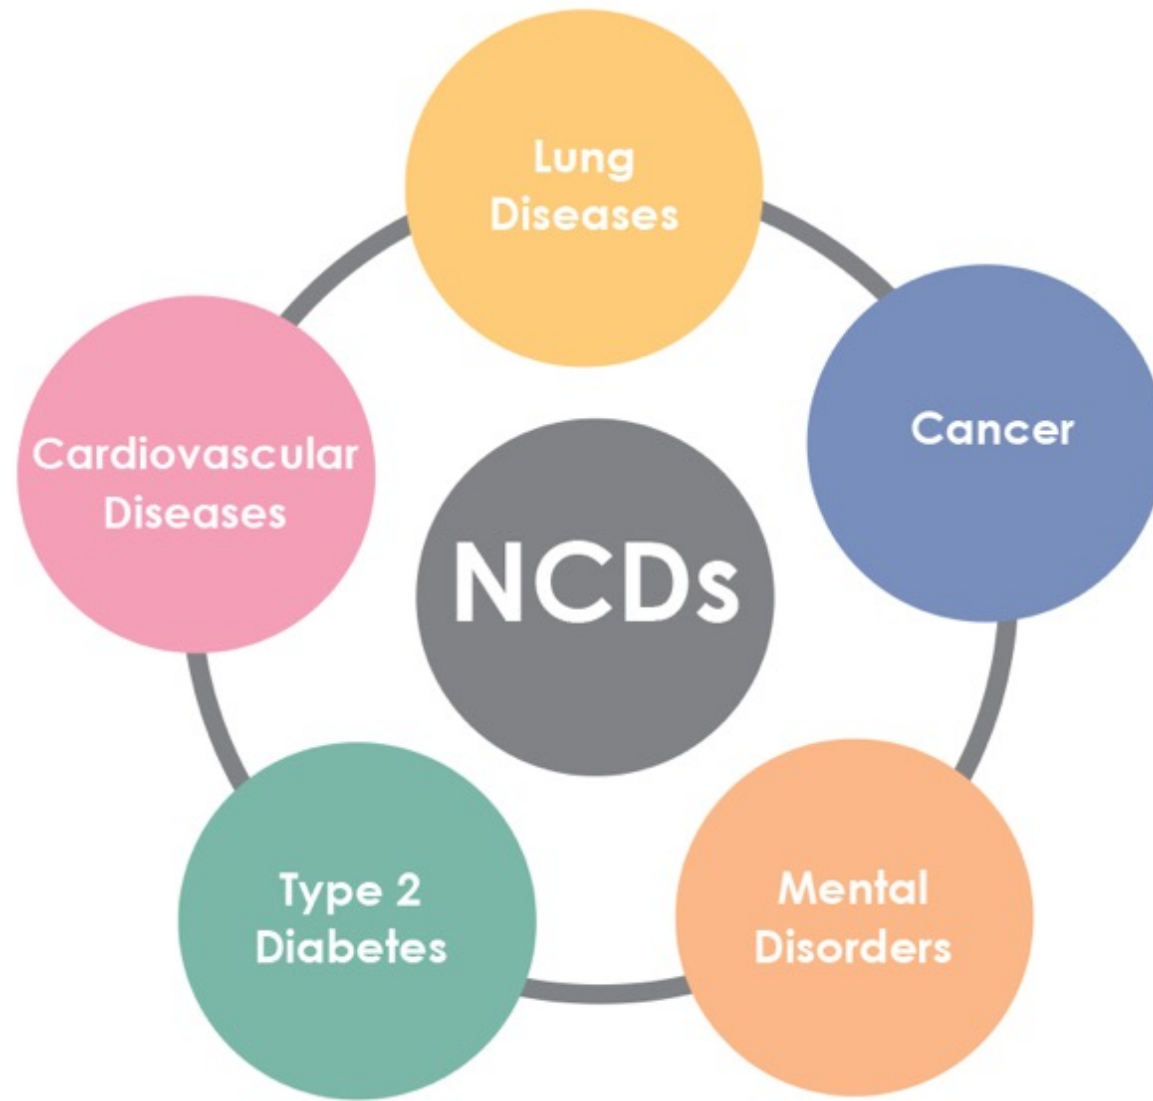 Lung
Diseases
Cancer
Cardiovascular
Diseases
NCDs
Type 2
Diabetes
Mental
Disorders